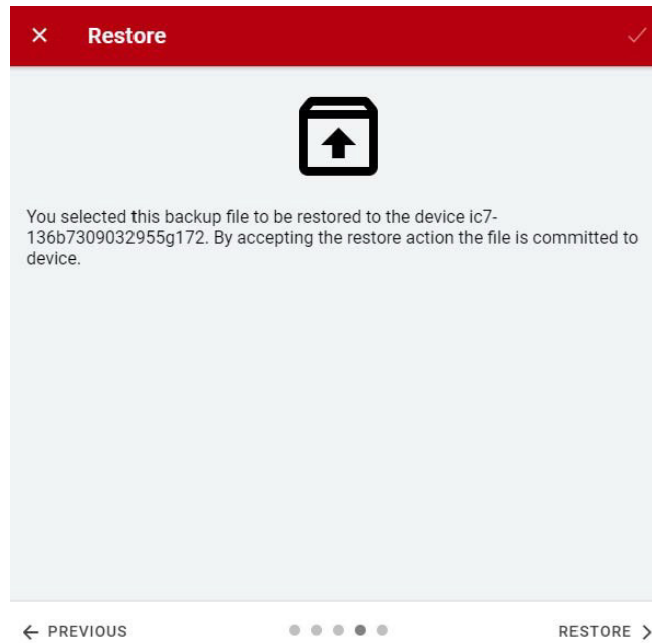 Restore
You selected this backup file to be restored to the device ic7-
136b7309032955g172. By accepting the restore action the file is committed to
device.
PREVIOUS
RESTORE